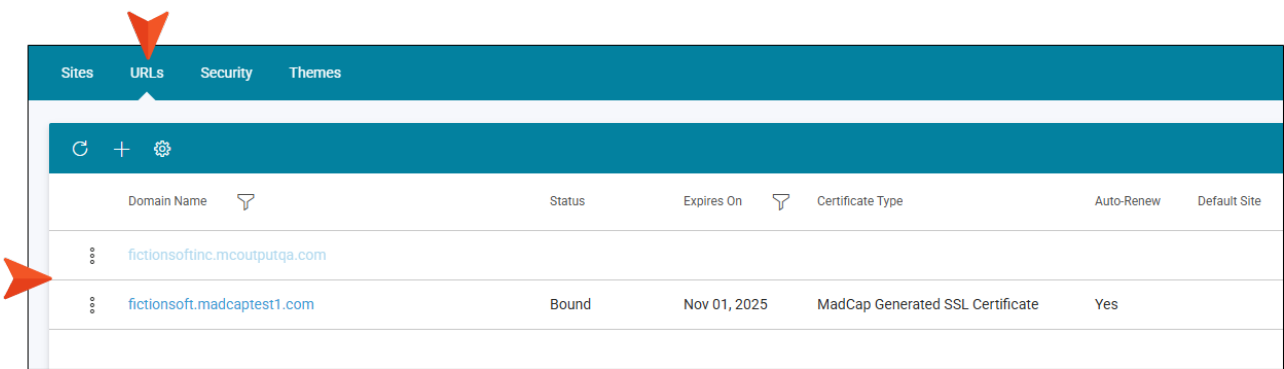 Sites URLs Security Themes
Domain Name Status Expires On Certificate Type Auto-Renew Default Site
fictionsoftinc.mcoutputqa.com
fictionsoft.madcaptest1.com Bound Nov 01, 2025 MadCap Generated SSL Certificate Yes